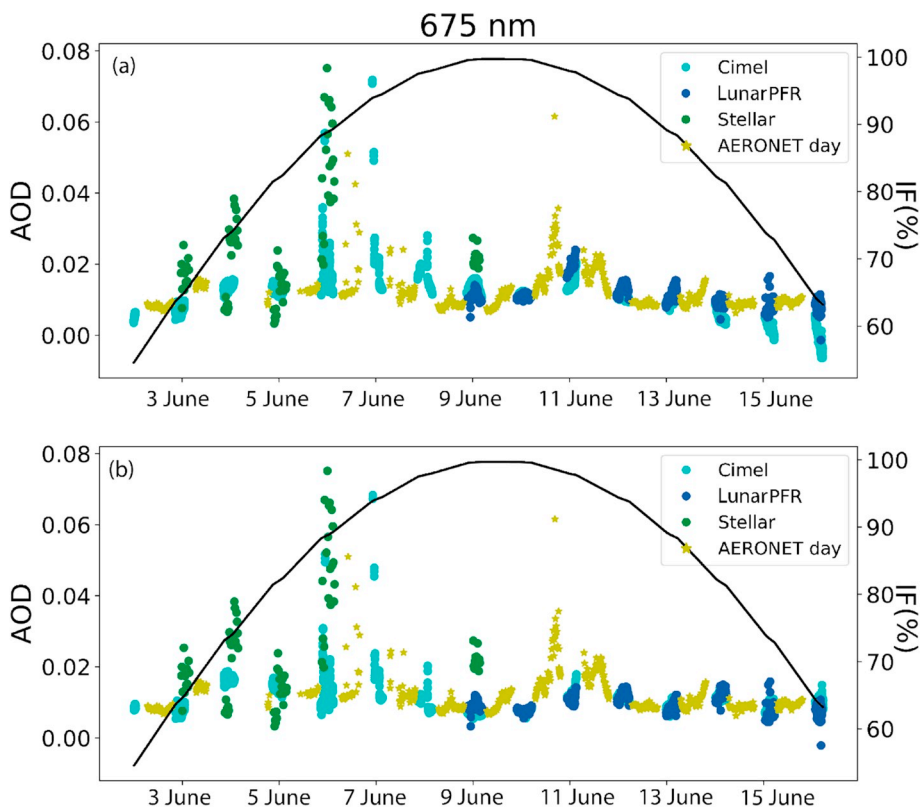 675 nm
(a)
Cimel
LunarPFR
Stellar
AERONET day
0.08
0.06
0.04
0.02
0.00
AOD
100
90
80
70
60
IF(%)
3 June 5 June 7 June 9 June 11 June 13 June 15 June
(b)
Cimel
LunarPFR
Stellar
AERONET day
0.08
0.06
0.04
0.02
0.00
AOD
100
90
80
70
60
IF(%)
3 June 5 June 7 June 9 June 11 June 13 June 15 June